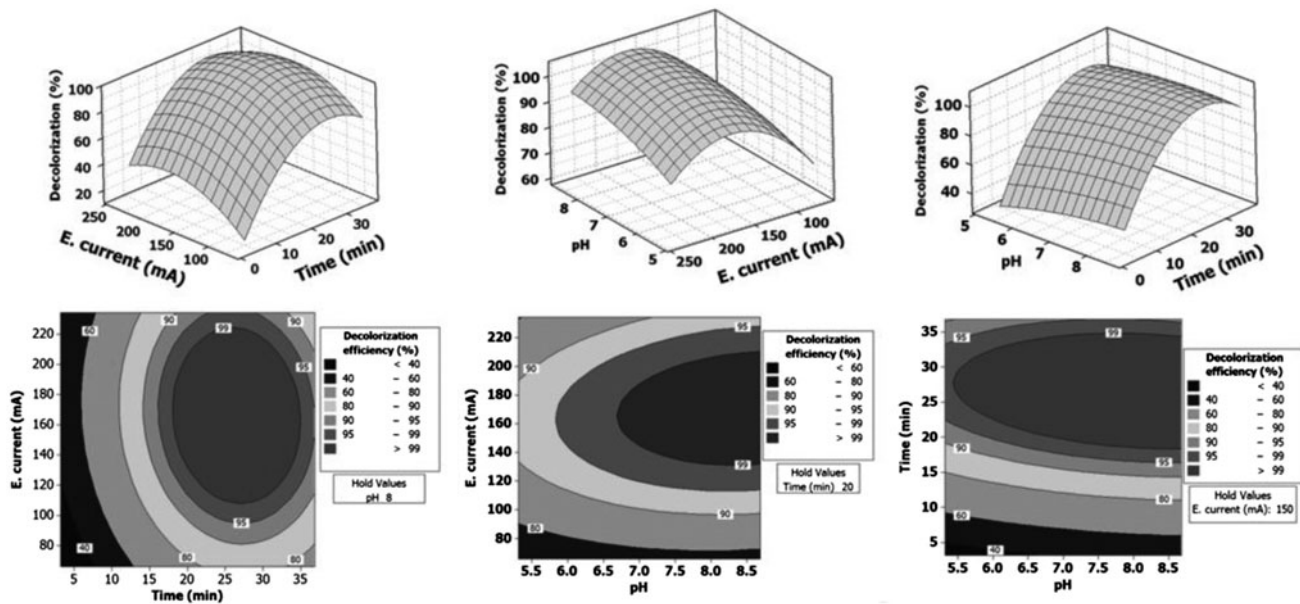 Decolorization (%)
100
80
60
40
20
250
200
150
100
E. current (mA)
0
10
20
30
Time (min)
Decolorization (%)
100
90
80
70
60
8
7
6
5
pH
250
200
150
100
E. current (mA)
Decolorization (%)
100
80
60
40
5
6
7
8
pH
0
10
20
30
Time (min)
E. current (mA)
220
200
180
160
140
120
100
80
60
90
99
90
95
95
40
80
80
5 10 15 20 25 30 35
Time (min)
Decolorization
efficiency (%)
< 40
40 – 60
60 – 80
80 – 90
90 – 95
95 – 99
> 99
Hold Values
pH 8
E. current (mA)
220
200
180
160
140
120
100
80
95
90
99
90
80
5.5 6.0 6.5 7.0 7.5 8.0 8.5
pH
Decolorization
efficiency (%)
< 60
60 – 80
80 – 90
90 – 95
95 – 99
> 99
Hold Values
Time (min) 20
Time (min)
35
30
25
20
15
10
5
95
99
90
95
80
60
40
5.5 6.0 6.5 7.0 7.5 8.0 8.5
pH
Decolorization
efficiency (%)
< 40
40 – 60
60 – 80
80 – 90
90 – 95
95 – 99
> 99
Hold Values
E. current (mA): 150